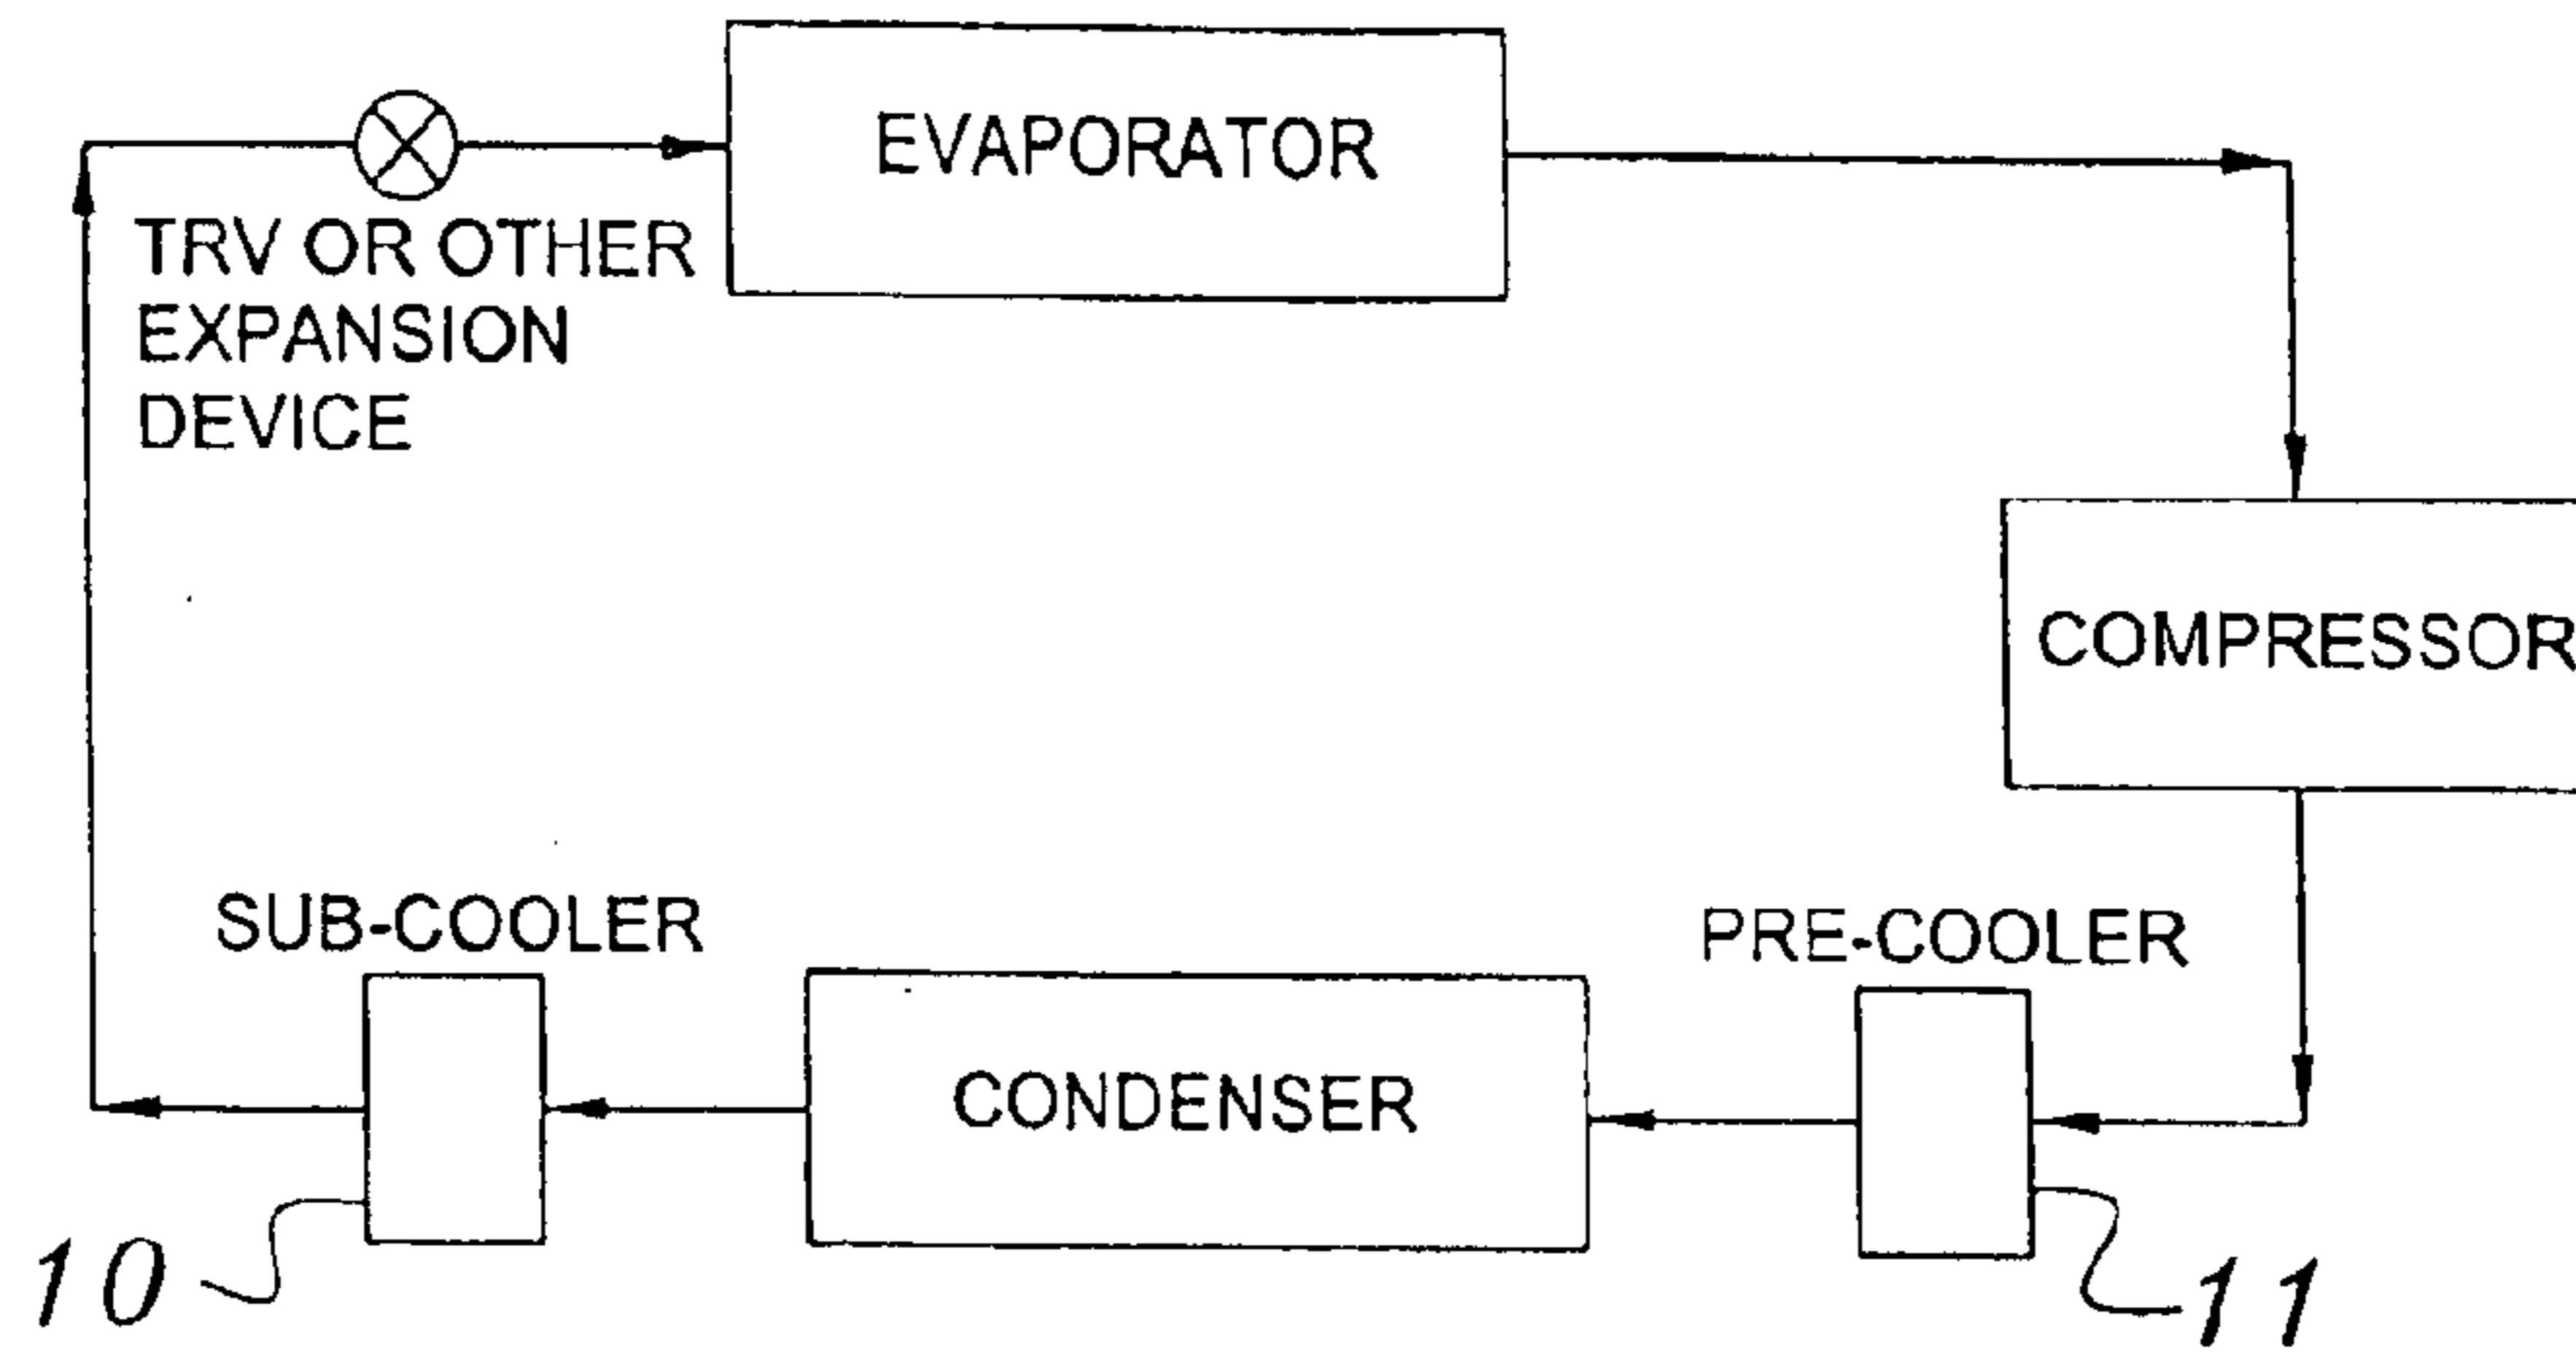 EVAPORATOR
TRV OR OTHER
EXPANSION
DEVICE
COMPRESSOR
SUB-COOLER
PRE-COOLER
CONDENSER
10
11